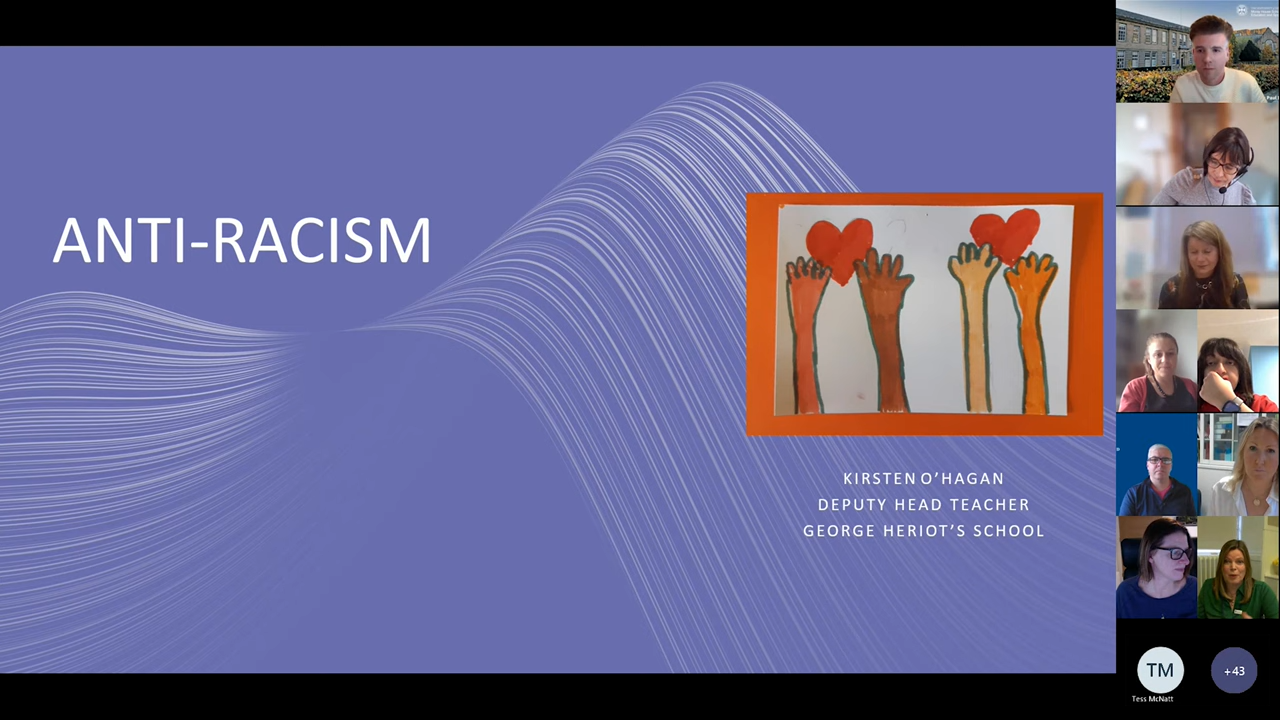 ANTI-RACISM
KIRSTEN O'HAGAN
DEPUTY HEAD TEACHER
GEORGE HERIOT'S SCHOOL
TM
Tess McNatt
+43